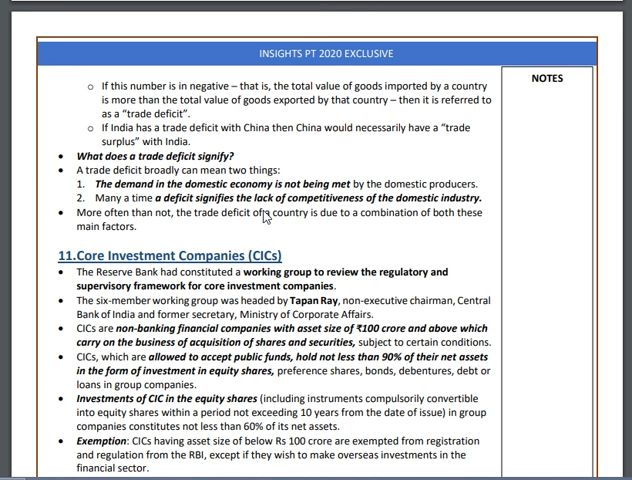 INSIGHTS PT 2020 EXCLUSIVE
NOTES
o If this number is in negative – that is, the total value of goods imported by a country
is more than the total value of goods exported by that country – then it is referred to
as a “trade deficit”.
o If India has a trade deficit with China then China would necessarily have a “trade
surplus” with India.
• What does a trade deficit signify?
• A trade deficit broadly can mean two things:
1. The demand in the domestic economy is not being met by the domestic producers.
2. Many a time a deficit signifies the lack of competitiveness of the domestic industry.
• More often than not, the trade deficit of a country is due to a combination of both these
main factors.
11.Core Investment Companies (CICs)
• The Reserve Bank had constituted a working group to review the regulatory and
supervisory framework for core investment companies.
• The six-member working group was headed by Tapan Ray, non-executive chairman, Central
Bank of India and former secretary, Ministry of Corporate Affairs.
• CICs are non-banking financial companies with asset size of ₹100 crore and above which
carry on the business of acquisition of shares and securities, subject to certain conditions.
• CICs, which are allowed to accept public funds, hold not less than 90% of their net assets
in the form of investment in equity shares, preference shares, bonds, debentures, debt or
loans in group companies.
• Investments of CIC in the equity shares (including instruments compulsorily convertible
into equity shares within a period not exceeding 10 years from the date of issue) in group
companies constitutes not less than 60% of its net assets.
• Exemption: CICs having asset size of below Rs 100 crore are exempted from registration
and regulation from the RBI, except if they wish to make overseas investments in the
financial sector.